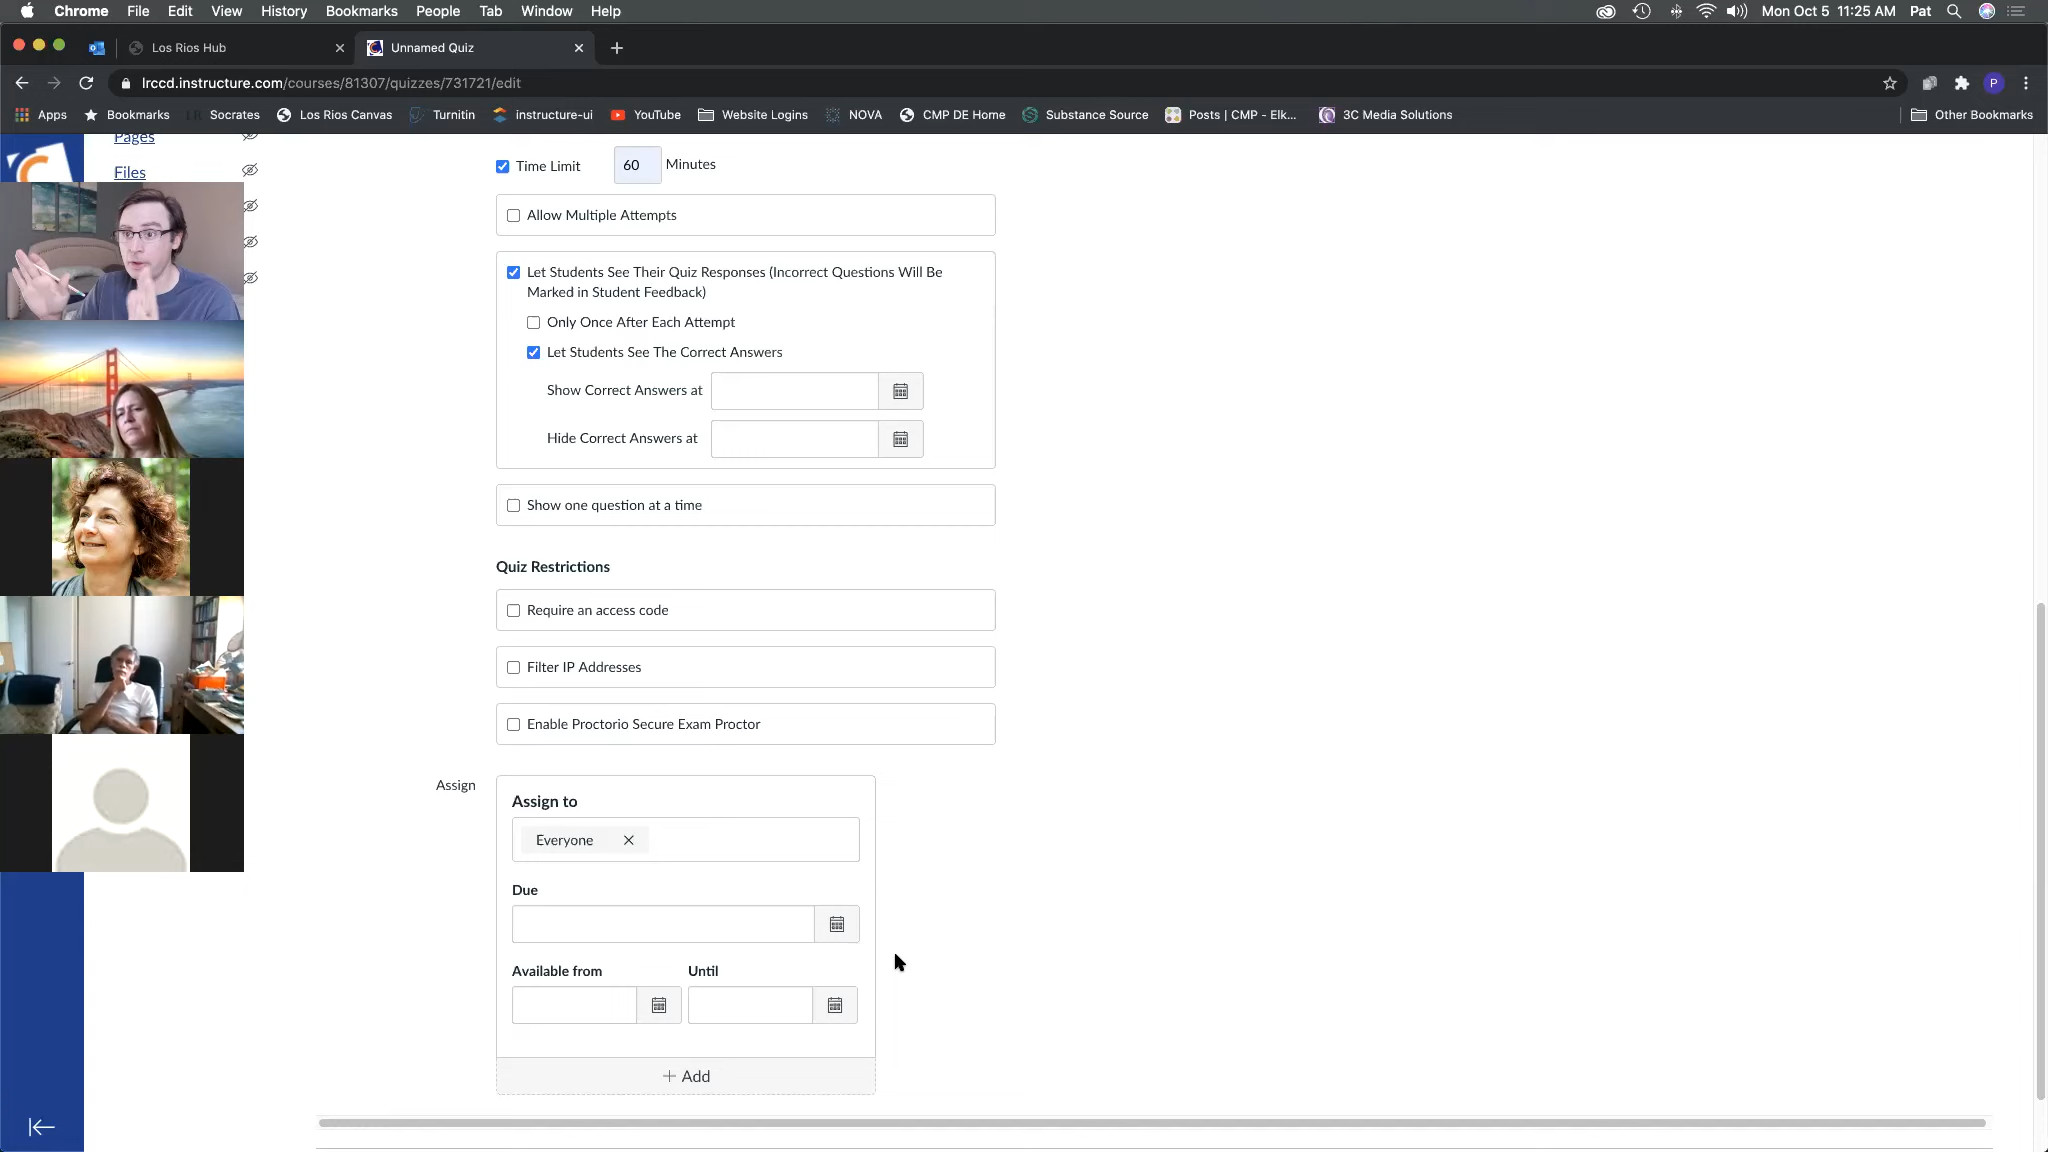 Chrome File Edit View History Bookmarks People Tab Window Help
Mon Oct 5 11:25 AM Pat
Los Rios Hub
Unnamed Quiz
lrccd.instructure.com/courses/81307/quizzes/731721/edit
P
Apps Bookmarks Socrates Los Rios Canvas Turnitin instructure-ui YouTube Website Logins NOVA CMP DE Home Substance Source Posts | CMP - Elk... 3C Media Solutions Other Bookmarks
Pages
Files
Time Limit 60 Minutes
Allow Multiple Attempts
Let Students See Their Quiz Responses (Incorrect Questions Will Be
Marked in Student Feedback)
Only Once After Each Attempt
Let Students See The Correct Answers
Show Correct Answers at
Hide Correct Answers at
Show one question at a time
Quiz Restrictions
Require an access code
Filter IP Addresses
Enable Proctorio Secure Exam Proctor
Assign
Assign to
Everyone
Due
Available from Until
+ Add